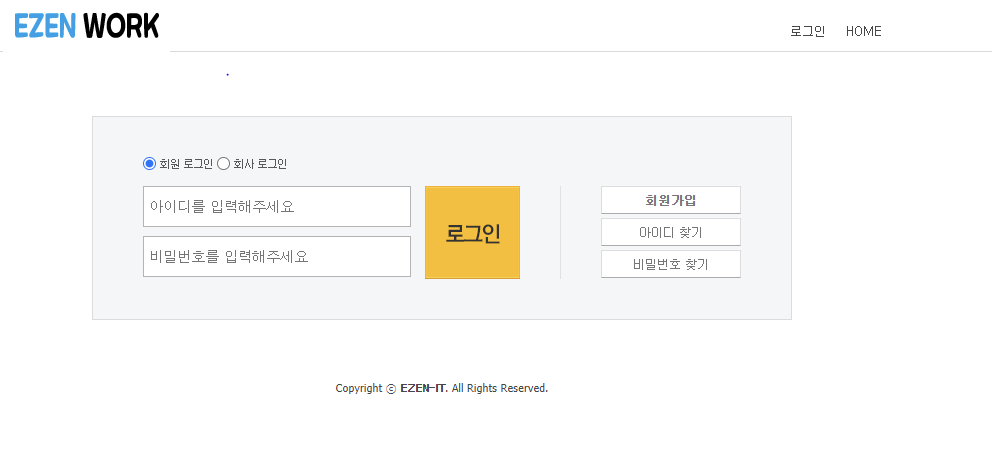 EZEN WORK
로그인 HOME
회원 로그인 회사 로그인
아이디를 입력해주세요
비밀번호를 입력해주세요
로그인
회원가입
아이디 찾기
비밀번호 찾기
Copyright ⓒ EZEN-IT. All Rights Reserved.